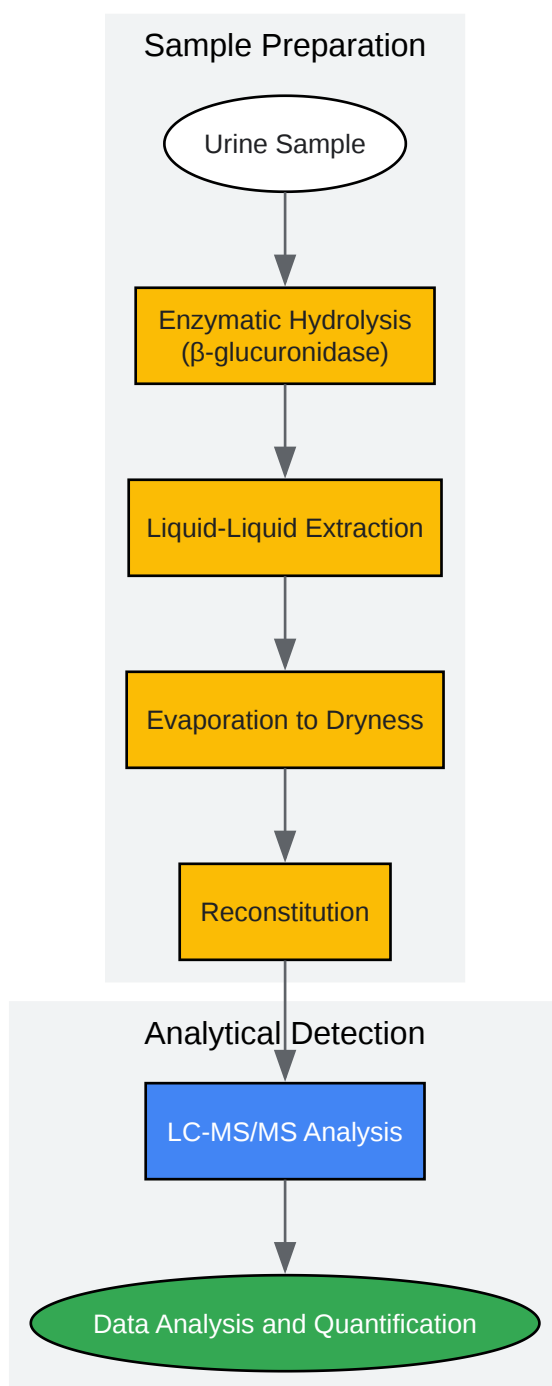 Sample Preparation
Urine Sample
Enzymatic Hydrolysis
(β-glucuronidase)
Liquid-Liquid Extraction
Evaporation to Dryness
Reconstitution
Analytical Detection
LC-MS/MS Analysis
Data Analysis and Quantification